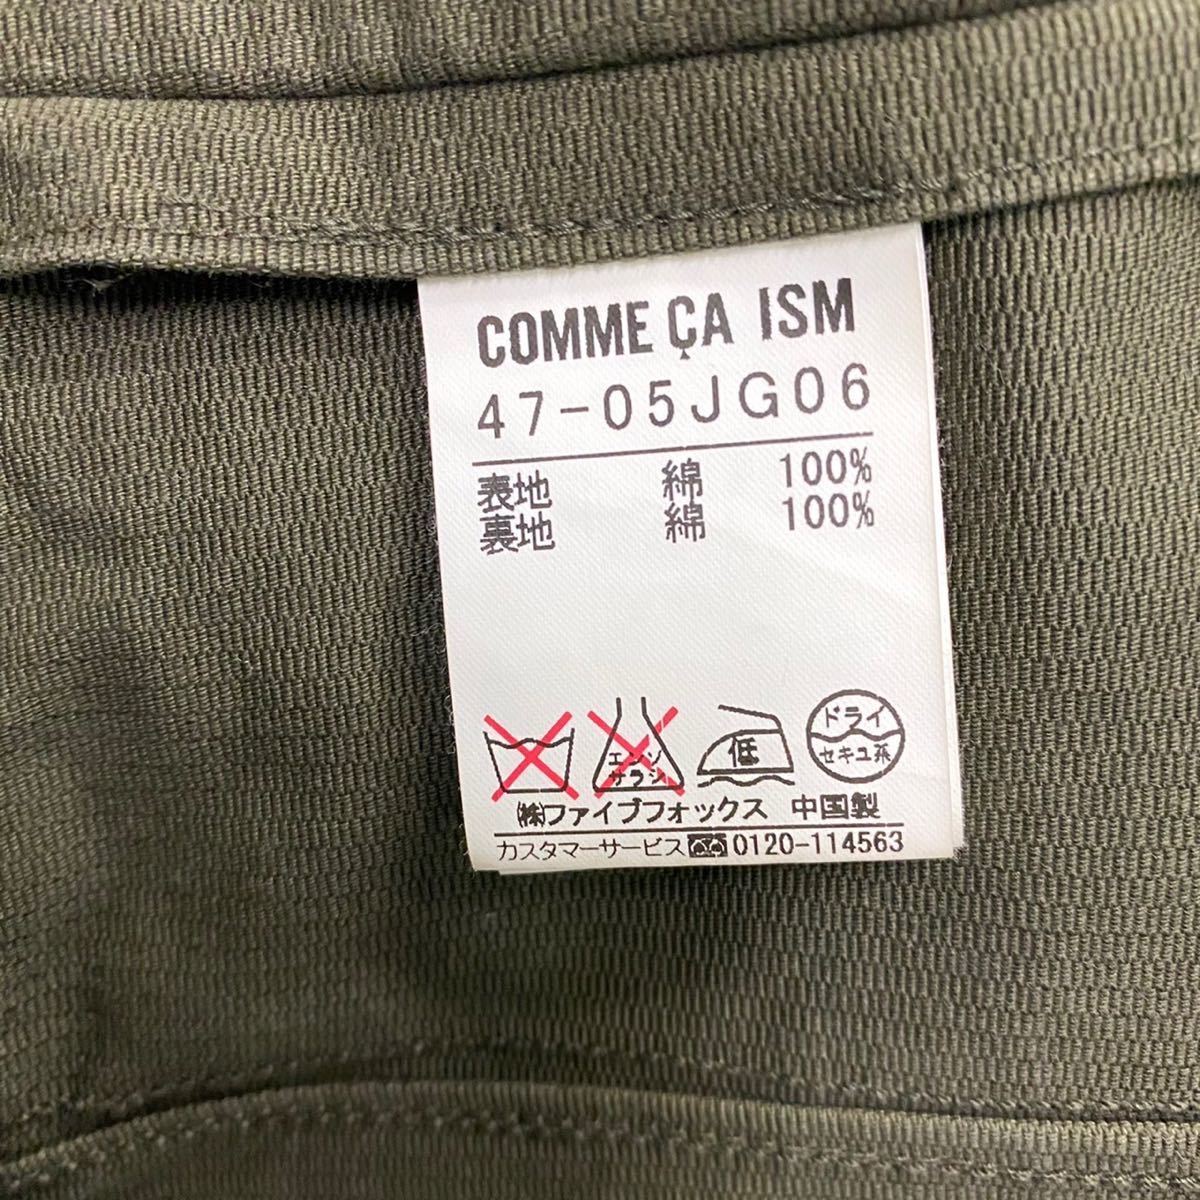 COMME ÇA ISM
47-05JG06
表地 綿 100%
裏地 綿 100%
エンソ
サラシ
低
ドライ
セキユ系
㈱ファイブフォックス 中国製
カスタマーサービス 0120-114563